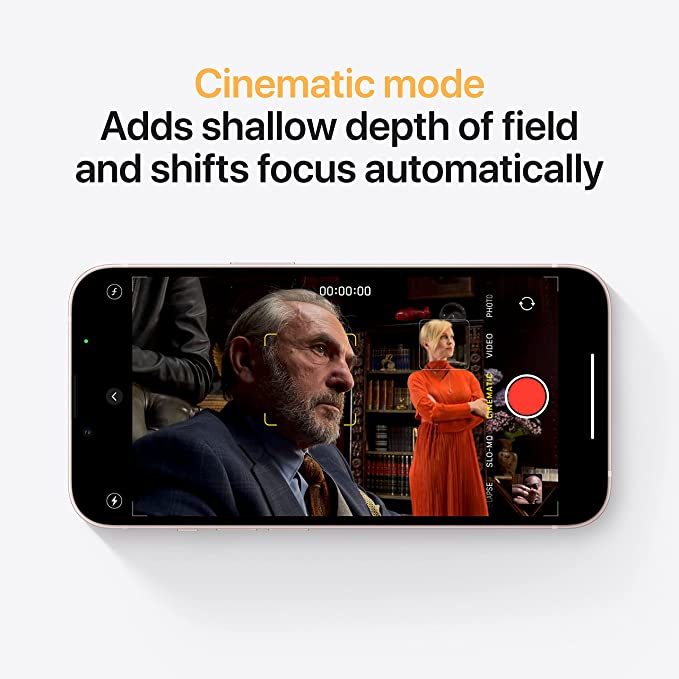 Cinematic mode
Adds shallow depth of field
and shifts focus automatically
00:00:00
PHOTO
VIDEO
CINEMATIC
SLO-MO
APSE